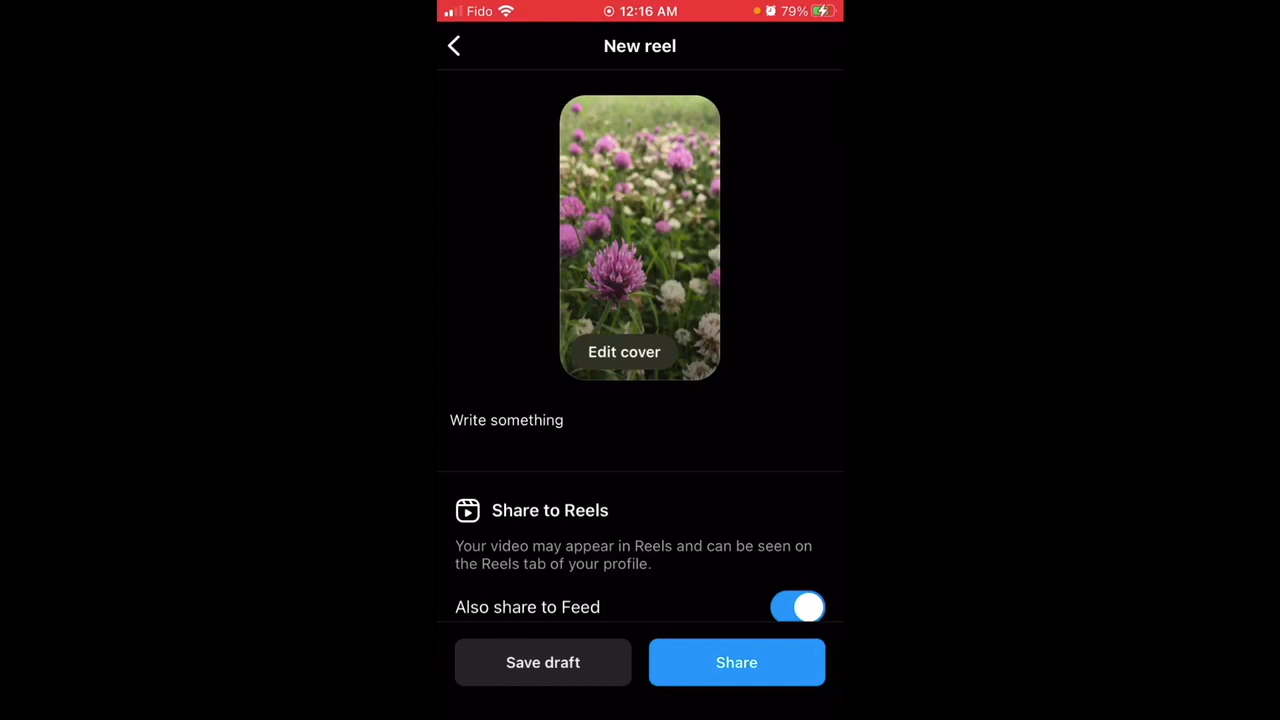 Fido 12:16 AM 79%
New reel
Edit cover
Write something
Share to Reels
Your video may appear in Reels and can be seen on
the Reels tab of your profile.
Also share to Feed
Save draft Share